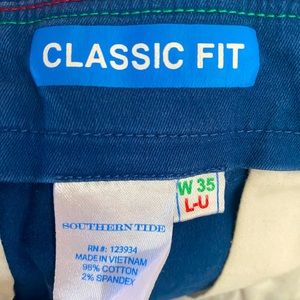 CLASSIC FIT
W 35
L-U
SOUTHERN TIDE
RN#: 123934
MADE IN VIETNAM
98% COTTON
2% SPANDEX